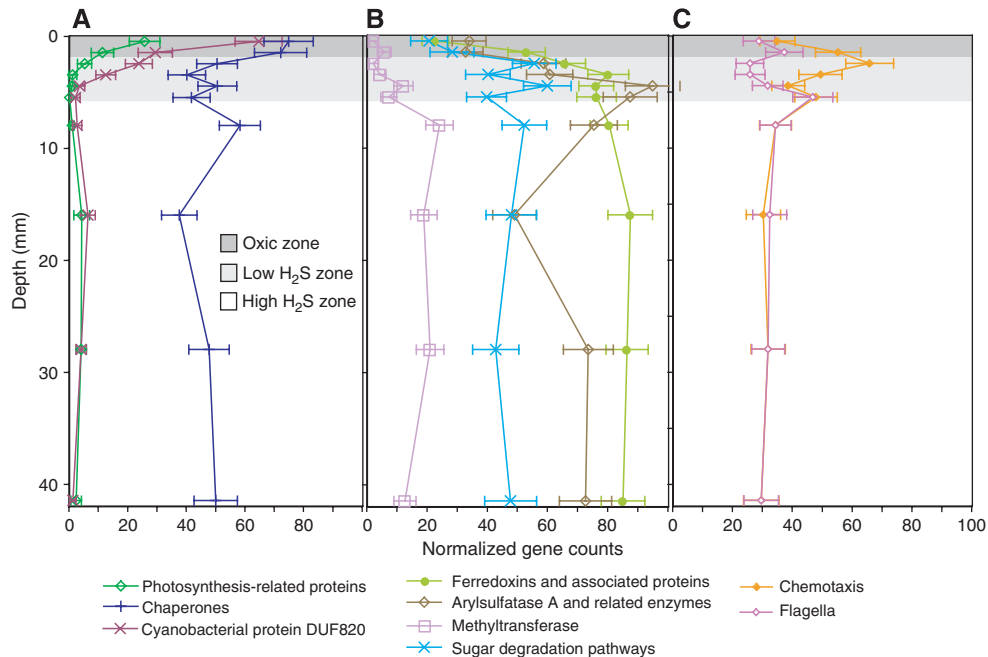 A B C
0
10
20
30
40
Depth (mm)
Oxic zone
Low H2S zone
High H2S zone
0 20 40 60 80 0 20 40 60 80 0 20 40 60 80 100
Normalized gene counts
Photosynthesis-related proteins
Chaperones
Cyanobacterial protein DUF820
Ferredoxins and associated proteins
Arylsulfatase A and related enzymes
Methyltransferase
Sugar degradation pathways
Chemotaxis
Flagella